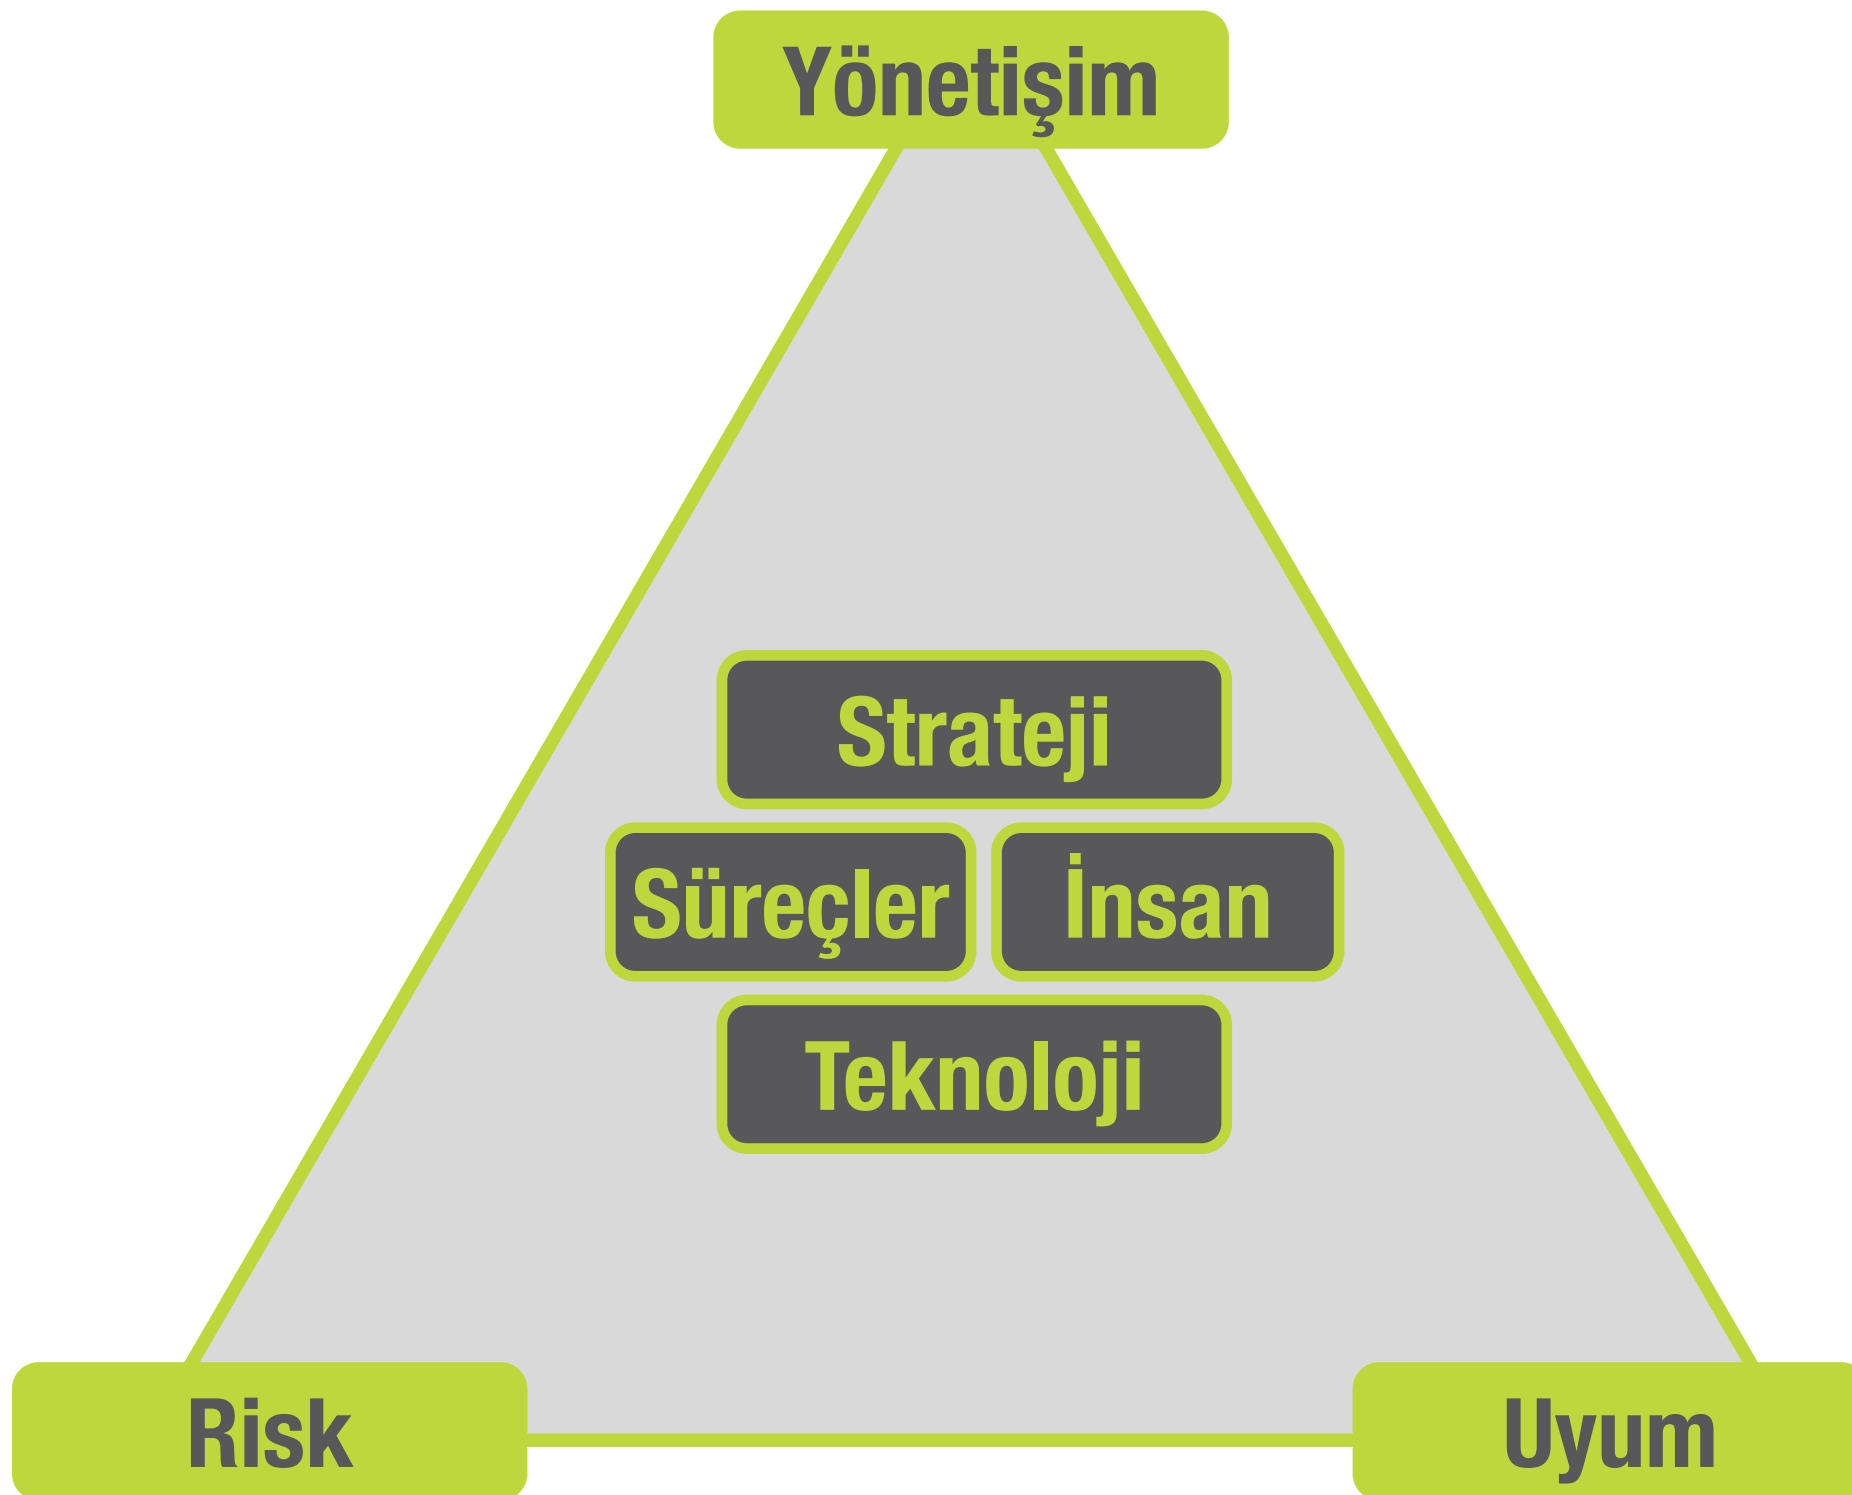 Yönetişim
Strateji
Süreçler
İnsan
Teknoloji
Risk
Uyum